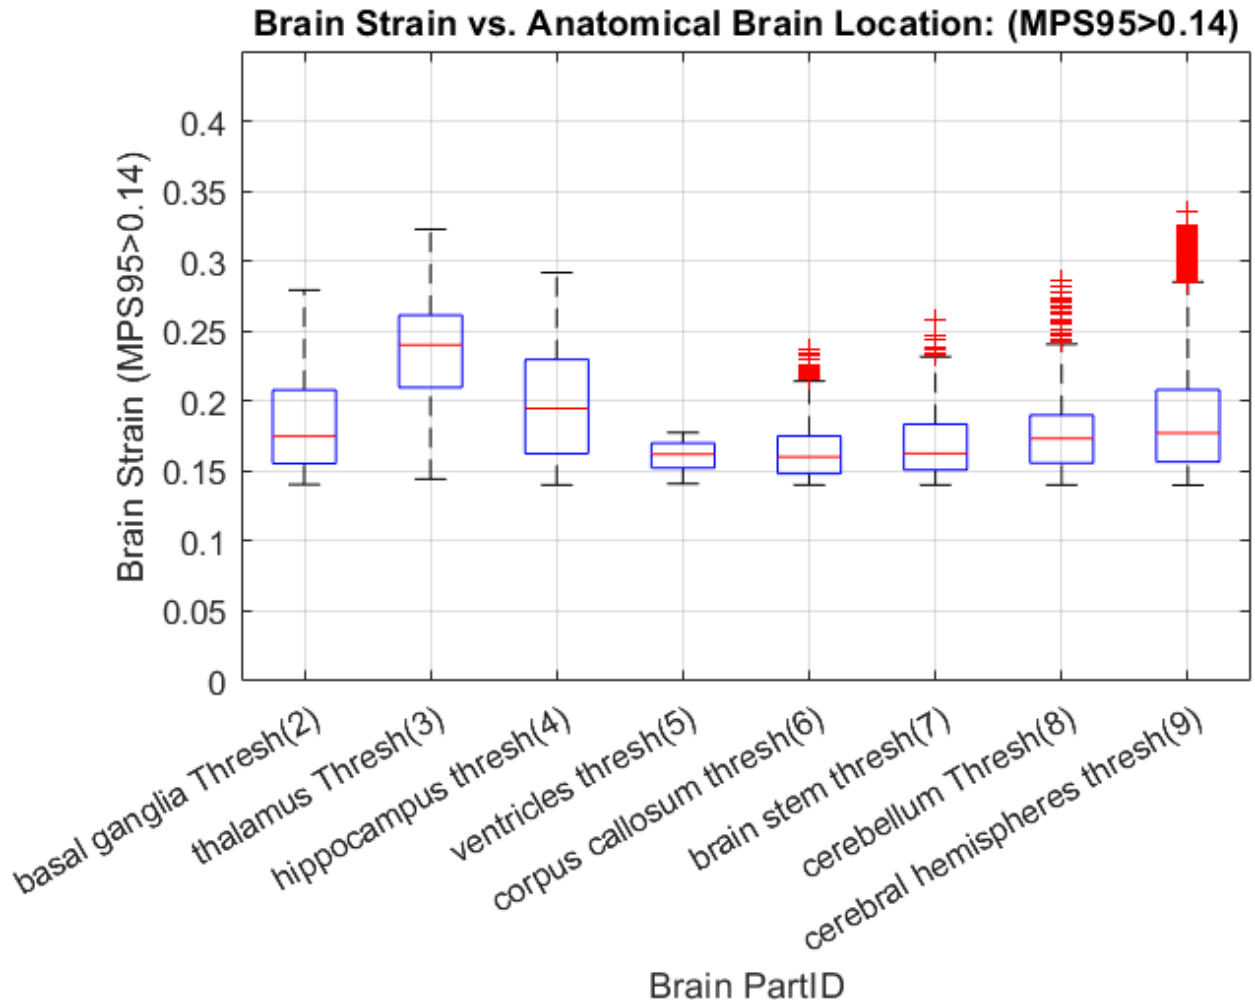 Brain Strain vs. Anatomical Brain Location: (MPS95>0.14)
Brain Strain (MPS95>0.14)
0.4
0.35
0.3
0.25
0.2
0.15
0.1
0.05
0
basal ganglia Thresh(2)
thalamus Thresh(3)
hippocampus thresh(4)
ventricles thresh(5)
corpus callosum thresh(6)
brain stem thresh(7)
cerebellum Thresh(8)
cerebral hemispheres thresh(9)
Brain PartID